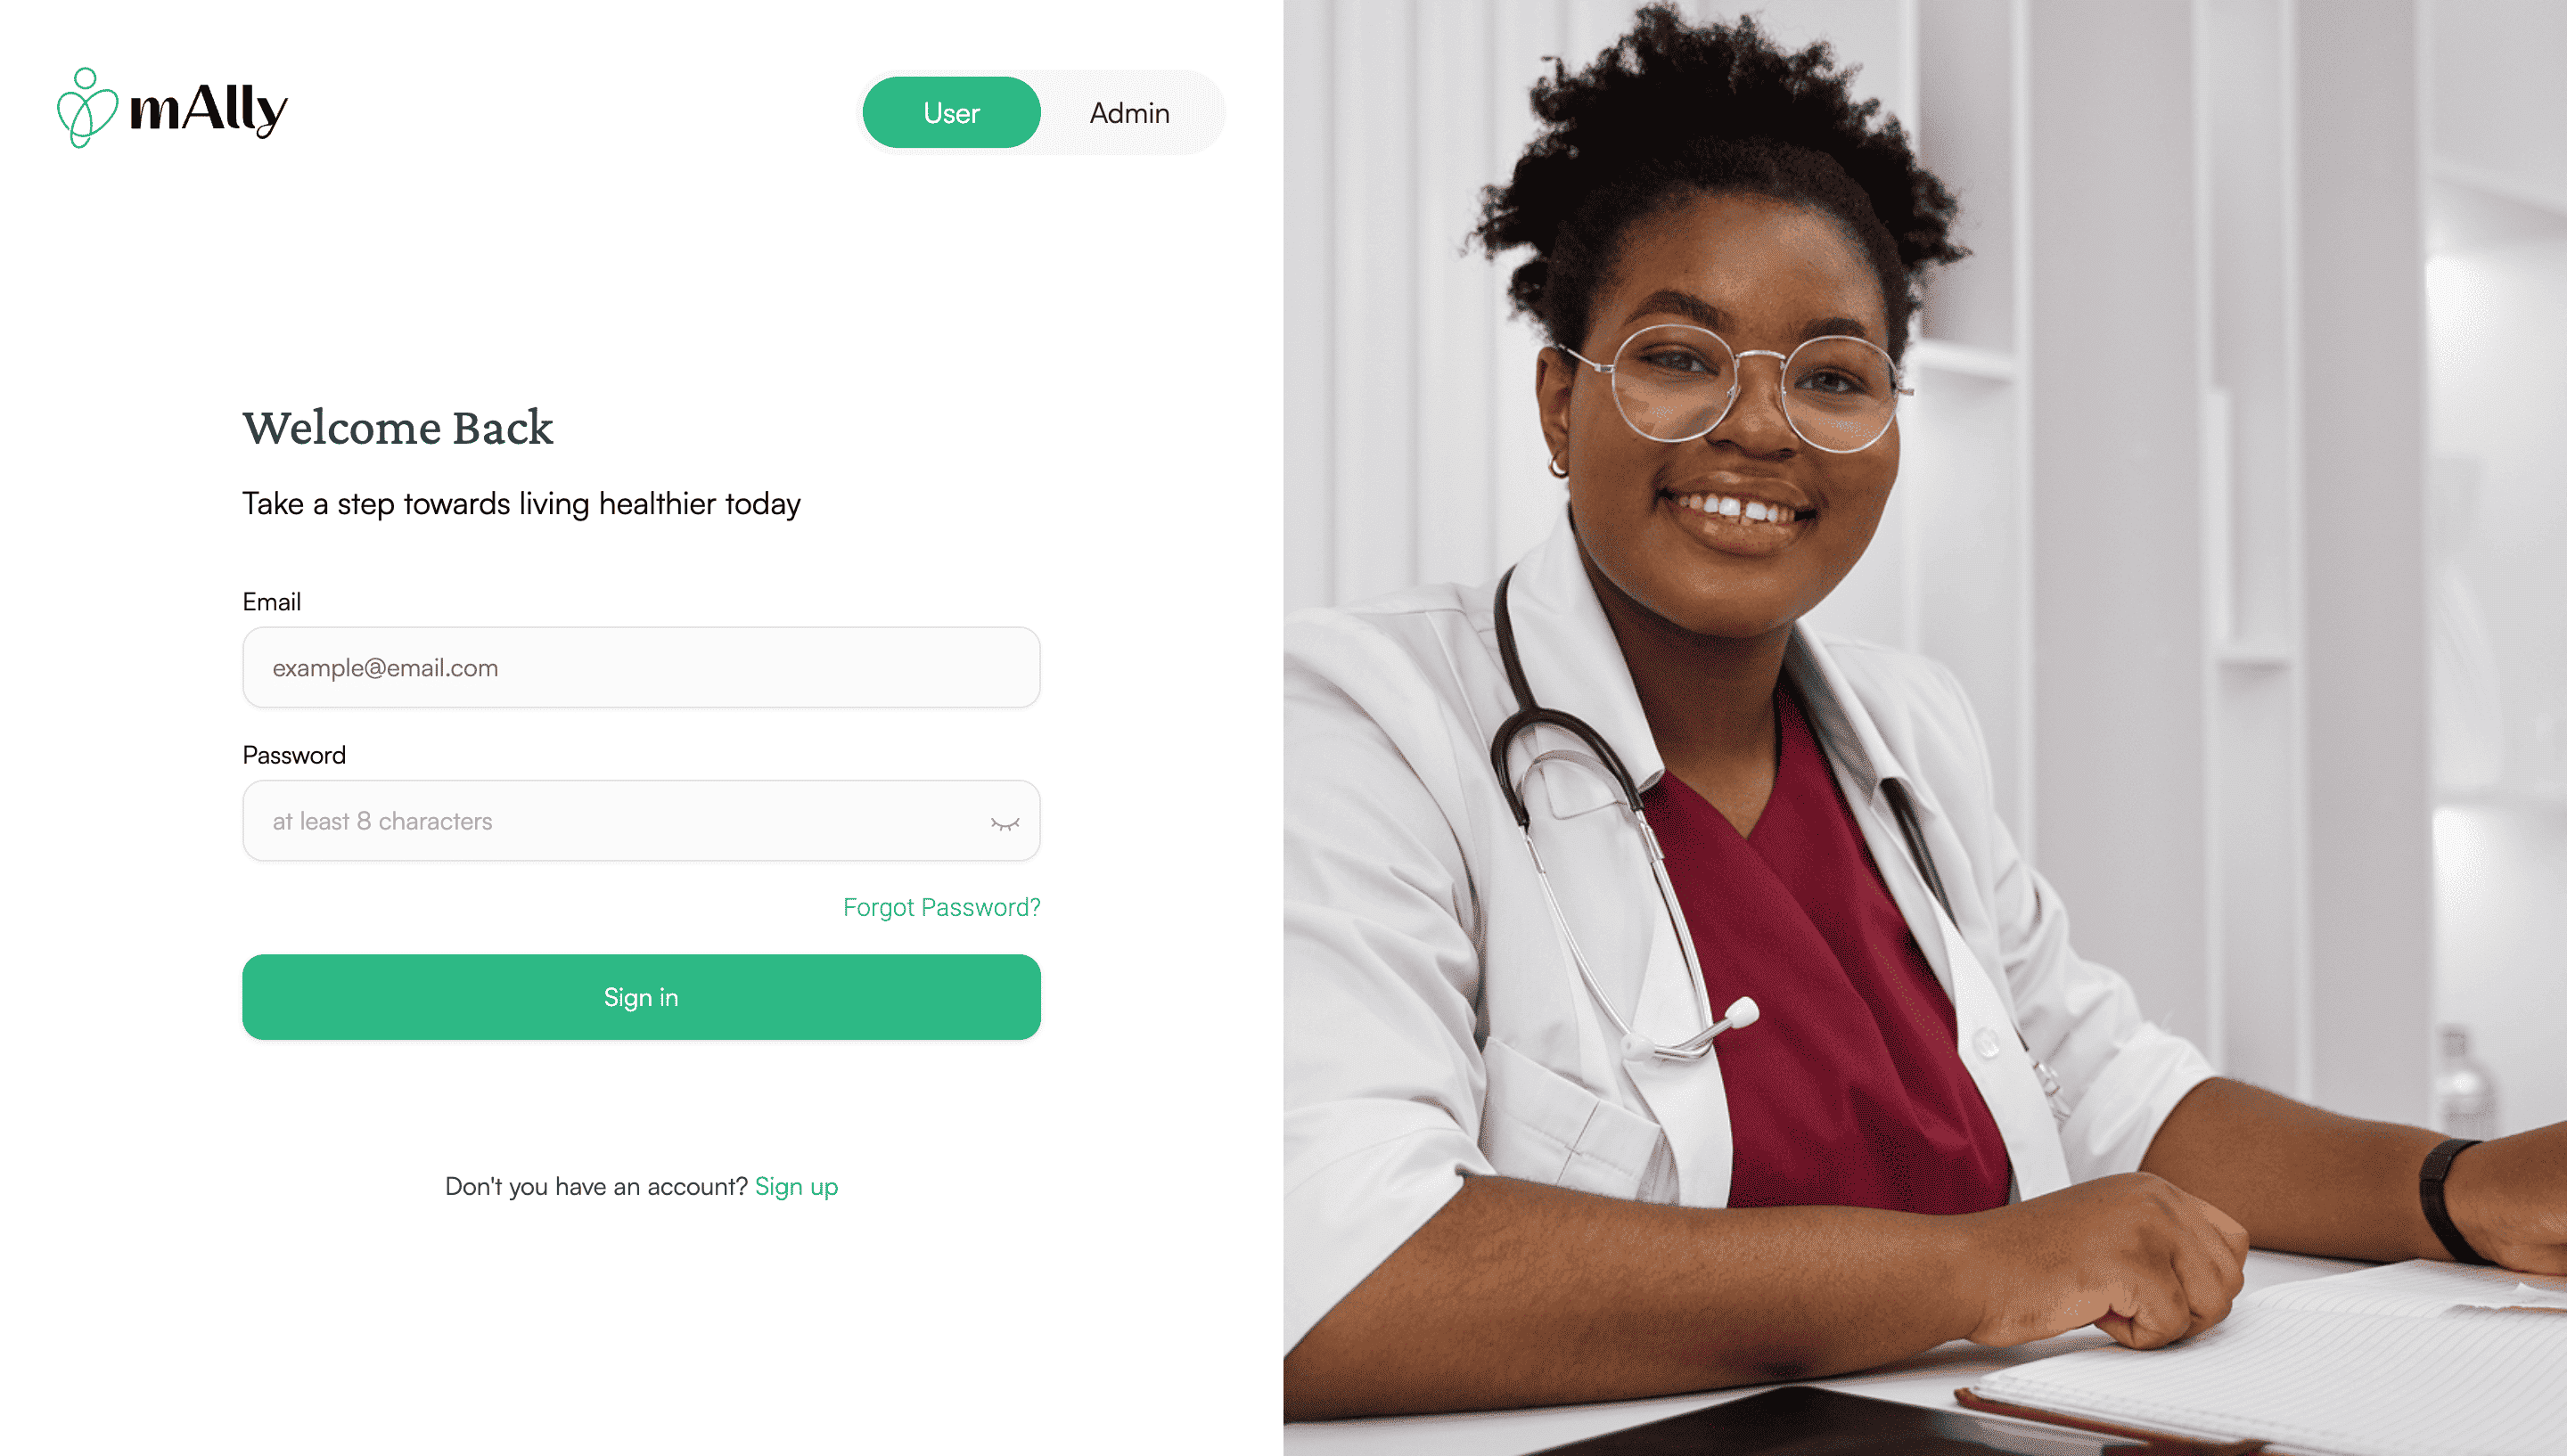 mAlly
User
Admin
Welcome Back
Take a step towards living healthier today
Email
example@email.com
Password
at least 8 characters
Forgot Password?
Sign in
Don't you have an account? Sign up